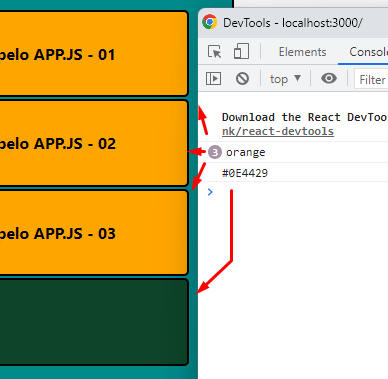 DevTools - localhost:3000/
Elements Conso
top Filter
pelo APP.JS - 01
Download the React DevToo
nk/react-devtools
pelo APP.JS - 02
3 orange
#0E4429
pelo APP.JS - 03